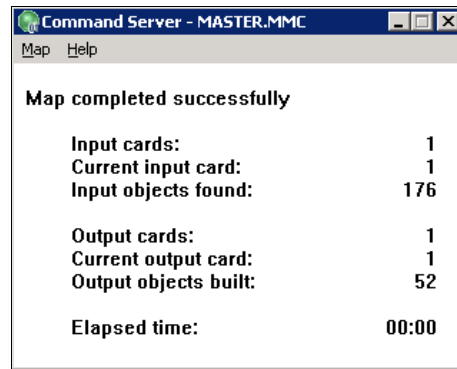 Command Server - MASTER.MMC
Map Help
Map completed successfully
Input cards: 1
Current input card: 1
Input objects found: 176
Output cards: 1
Current output card: 1
Output objects built: 52
Elapsed time: 00:00